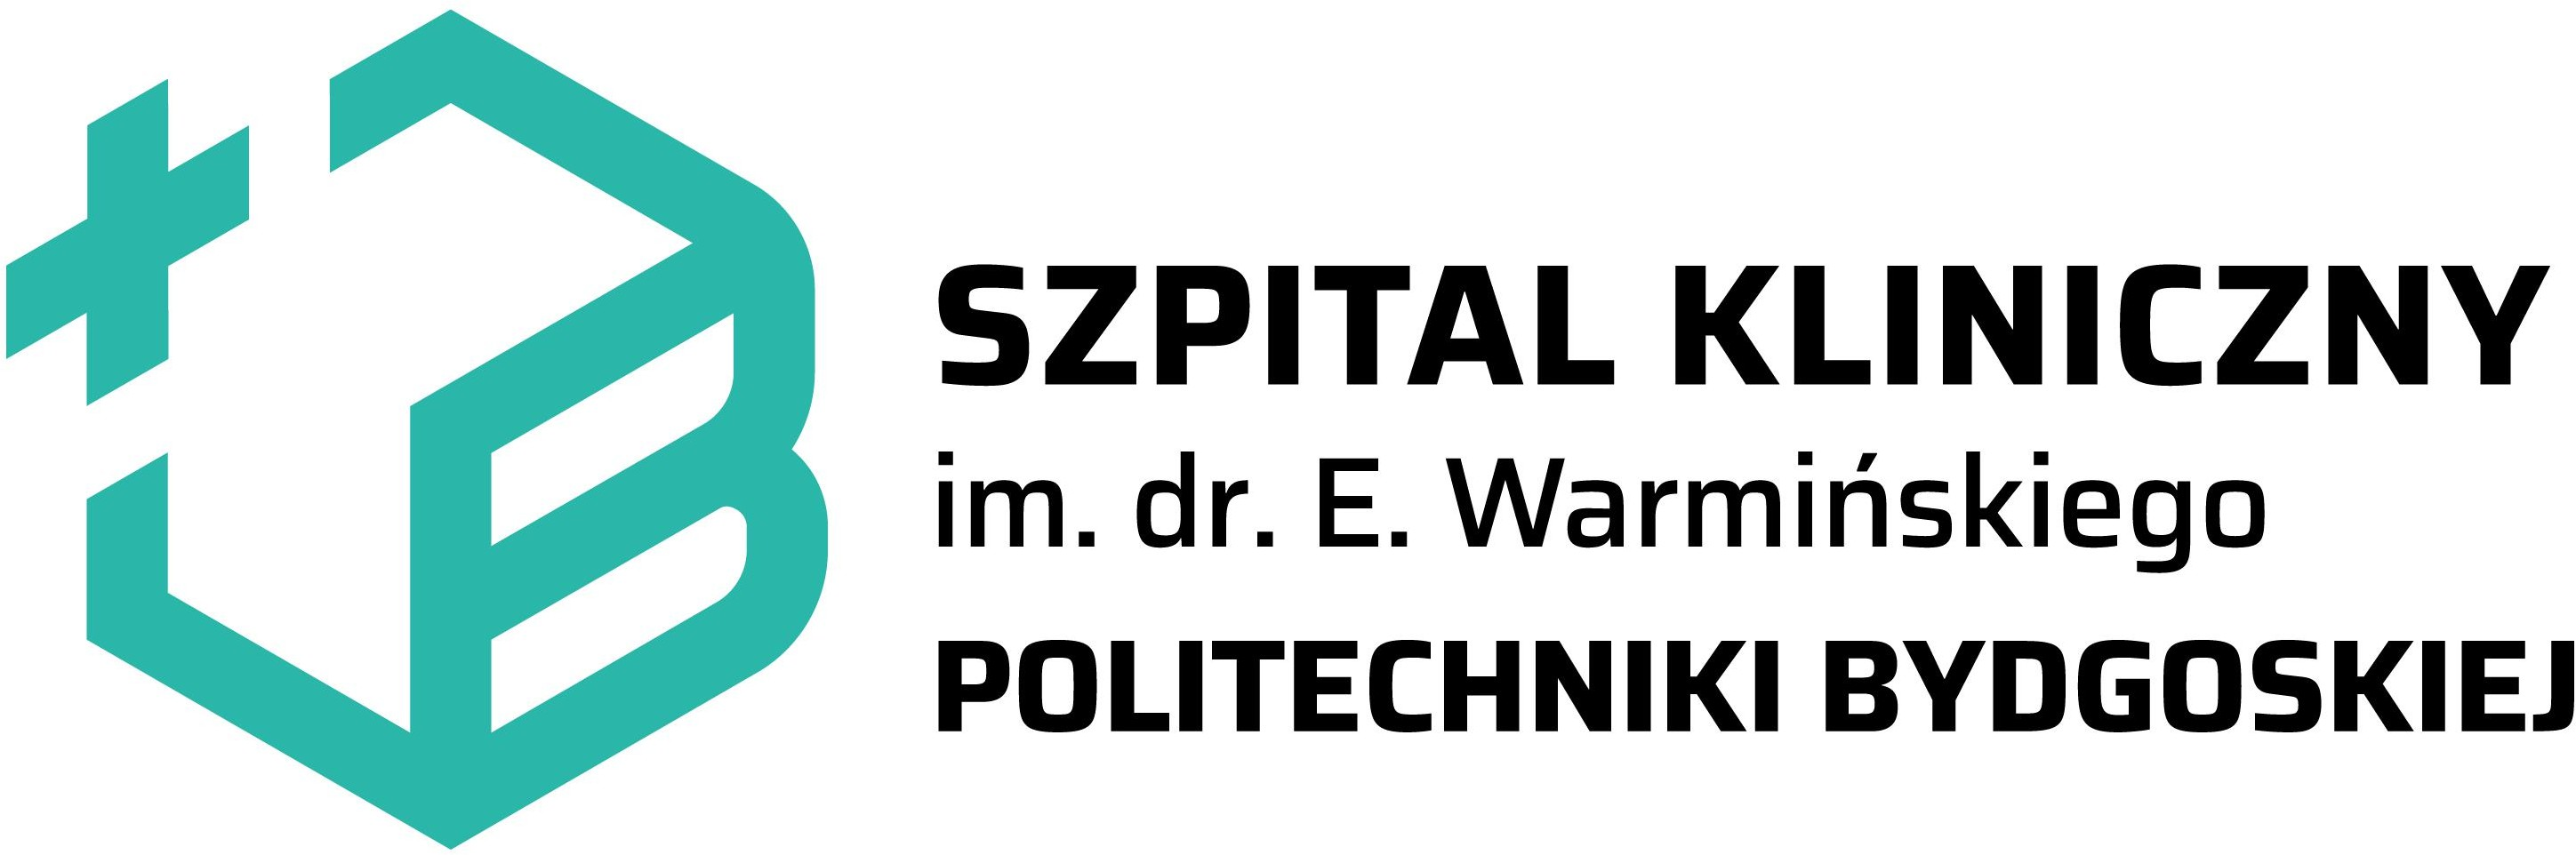 SZPITAL KLINICZNY
im. dr. E. Warmińskiego
POLITECHNIKI BYDGOSKIEJ